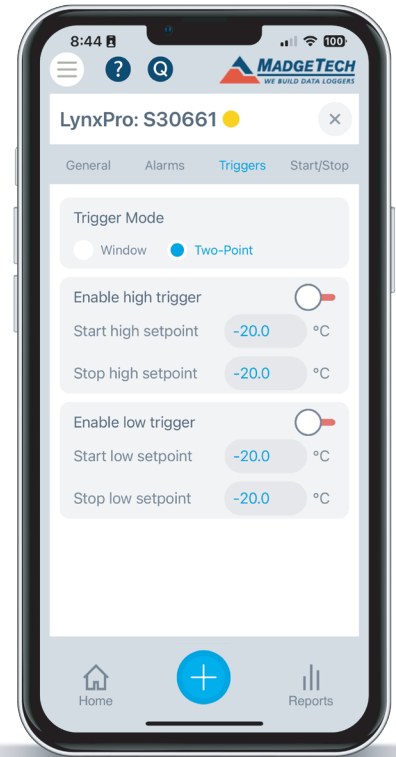 8:44 100
? Q MADGETECH
WE BUILD DATA LOGGERS
LynxPro: S30661
General Alarms Triggers Start/Stop
Trigger Mode
Window Two-Point
Enable high trigger
Start high setpoint -20.0 °C
Stop high setpoint -20.0 °C
Enable low trigger
Start low setpoint -20.0 °C
Stop low setpoint -20.0 °C
Home Reports